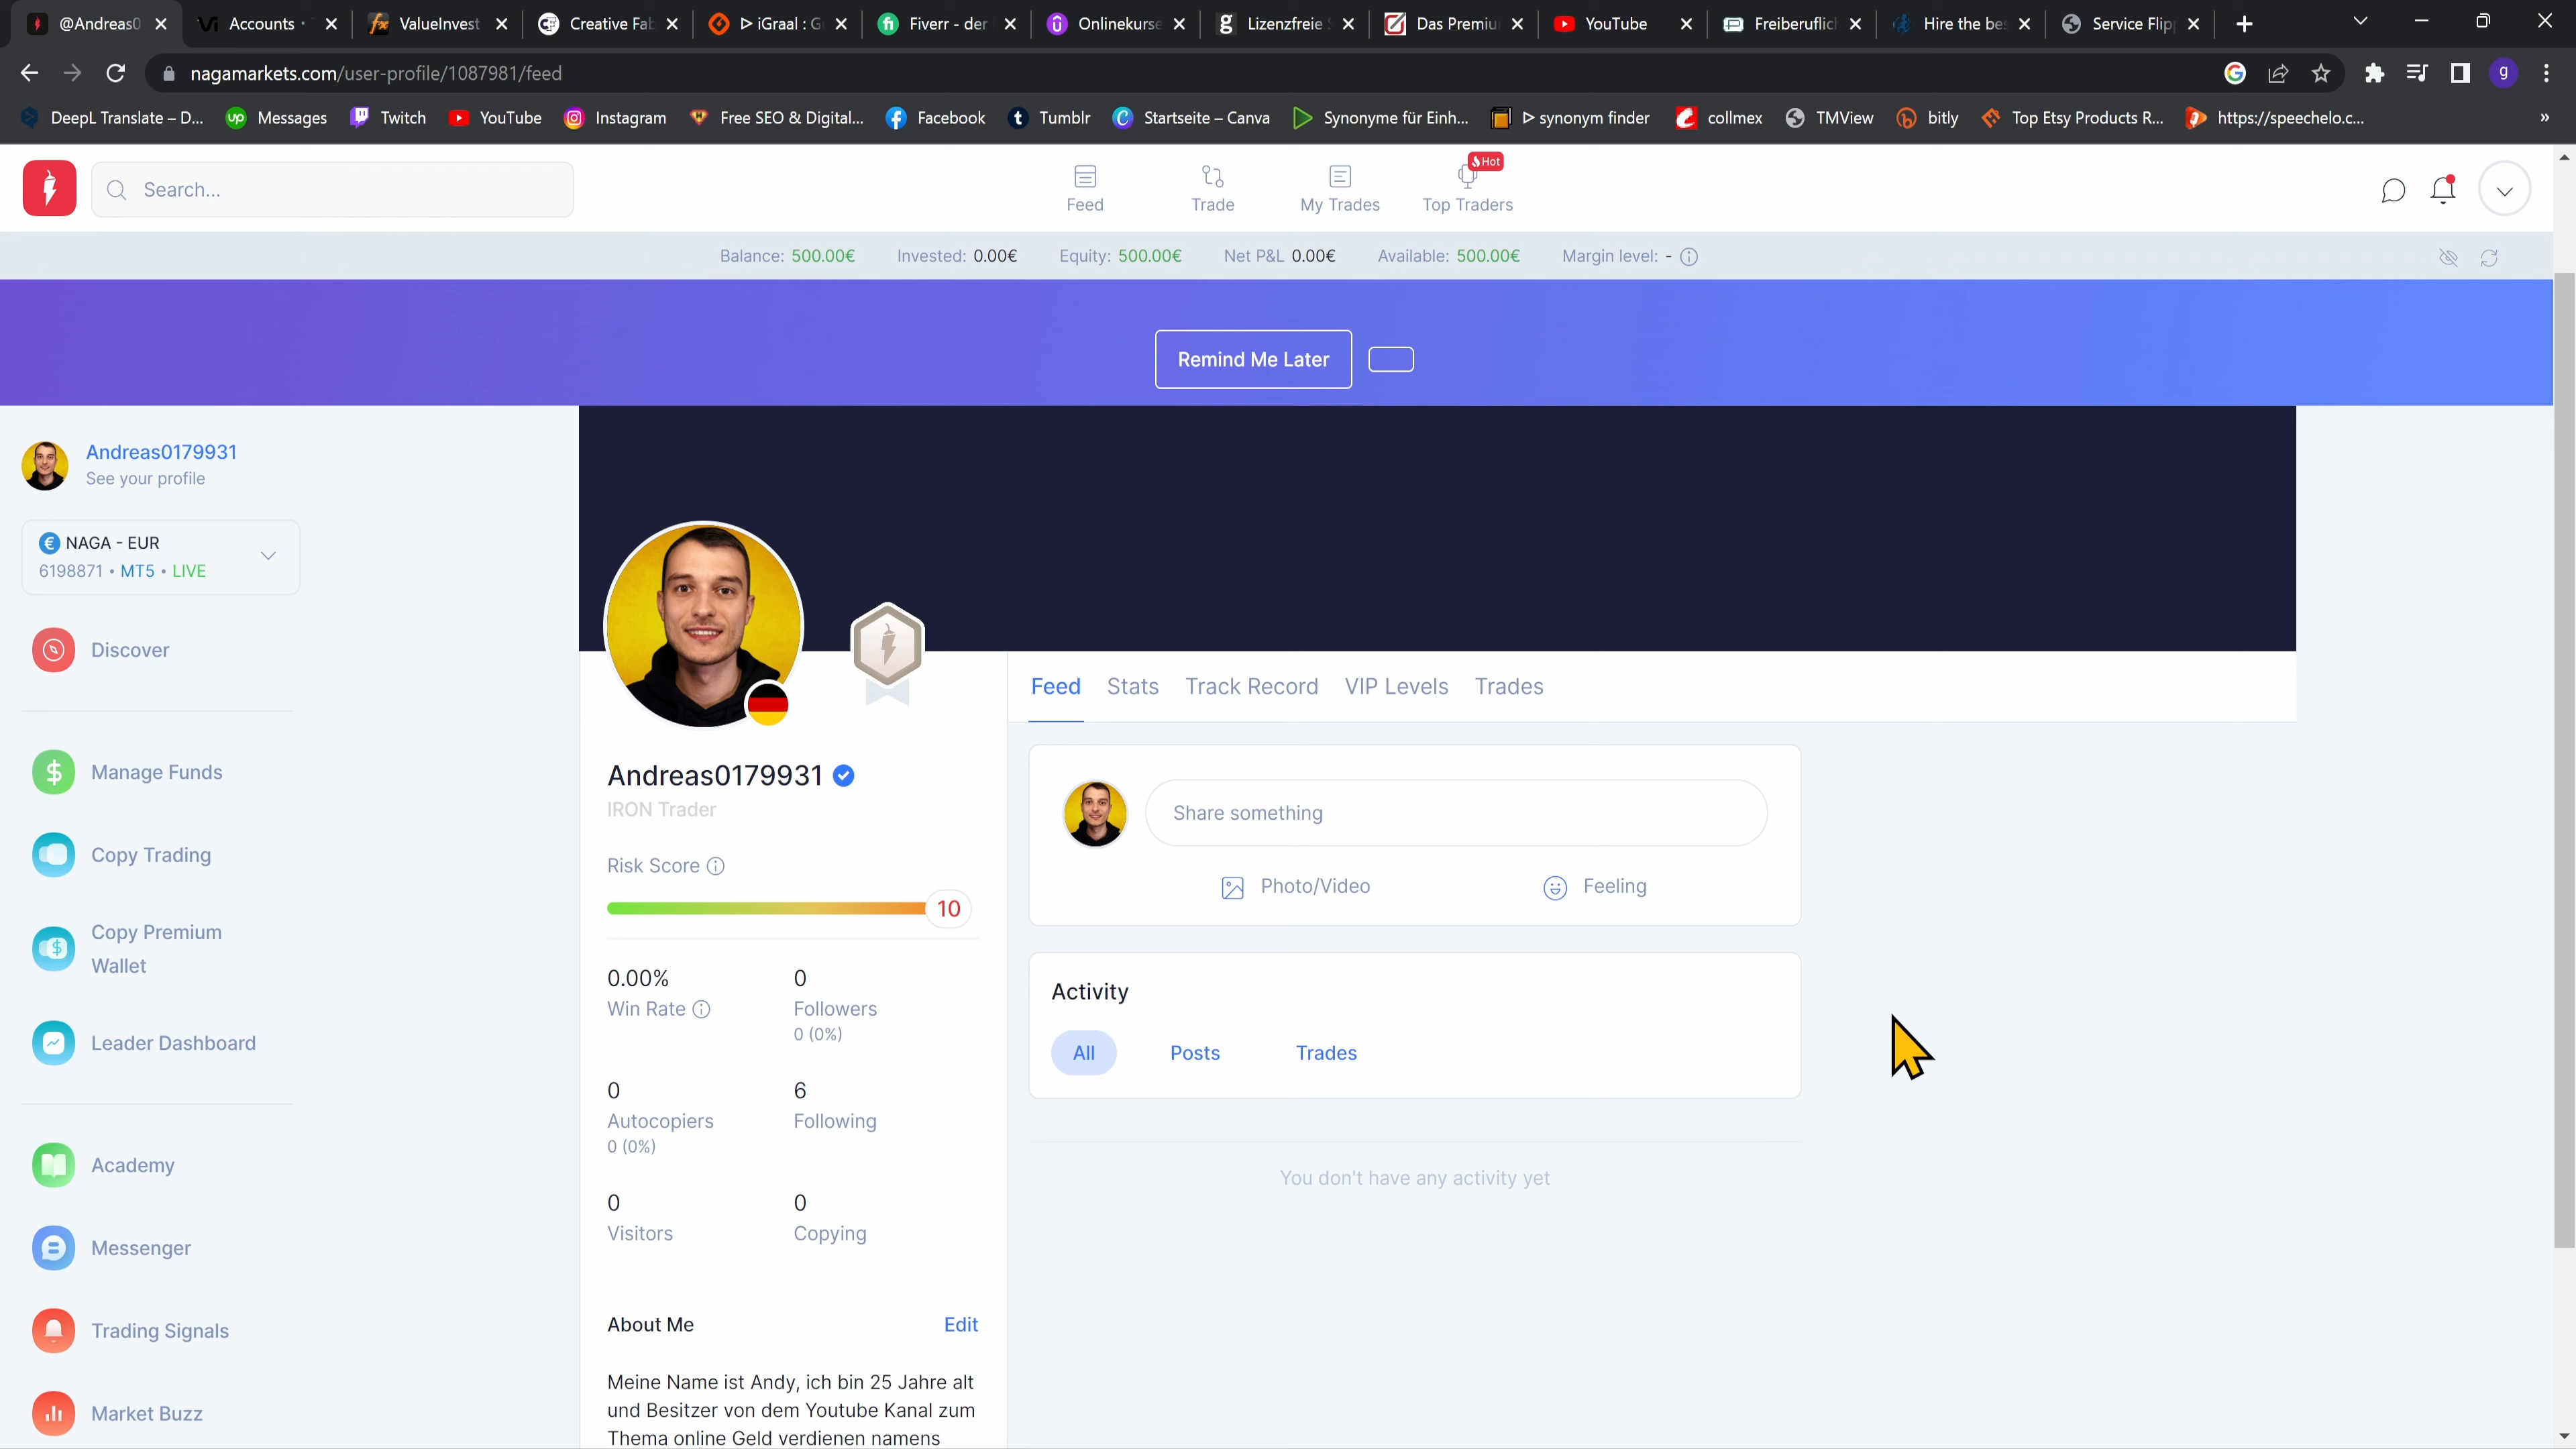 @Andreas0
Accounts ·
ValueInvest
Creative Fab
ᐅ iGraal : G
Fiverr - der
Onlinekurse
Lizenzfreie S
Das Premiu
YouTube
Freiberuflich
Hire the bes
Service Flip
nagamarkets.com/user-profile/1087981/feed
DeepL Translate – D...
Messages
Twitch
YouTube
Instagram
Free SEO & Digital...
Facebook
Tumblr
Startseite – Canva
Synonyme für Einh...
ᐅ synonym finder
collmex
TMView
bitly
Top Etsy Products R...
https://speechelo.c...
Search...
Feed
Trade
My Trades
Hot
Top Traders
Balance: 500.00€ Invested: 0.00€ Equity: 500.00€ Net P&L 0.00€ Available: 500.00€ Margin level: -
Remind Me Later
Andreas0179931
See your profile
NAGA - EUR
6198871 • MT5 • LIVE
Discover
Manage Funds
Copy Trading
Copy Premium
Wallet
Leader Dashboard
Academy
Messenger
Trading Signals
Market Buzz
Andreas0179931
IRON Trader
Risk Score
10
0.00%
Win Rate
0
Followers
0 (0%)
0
Autocopiers
0 (0%)
6
Following
0
Visitors
0
Copying
About Me
Edit
Meine Name ist Andy, ich bin 25 Jahre alt
und Besitzer von dem Youtube Kanal zum
Thema online Geld verdienen namens
Feed Stats Track Record VIP Levels Trades
Share something
Photo/Video
Feeling
Activity
All
Posts
Trades
You don't have any activity yet